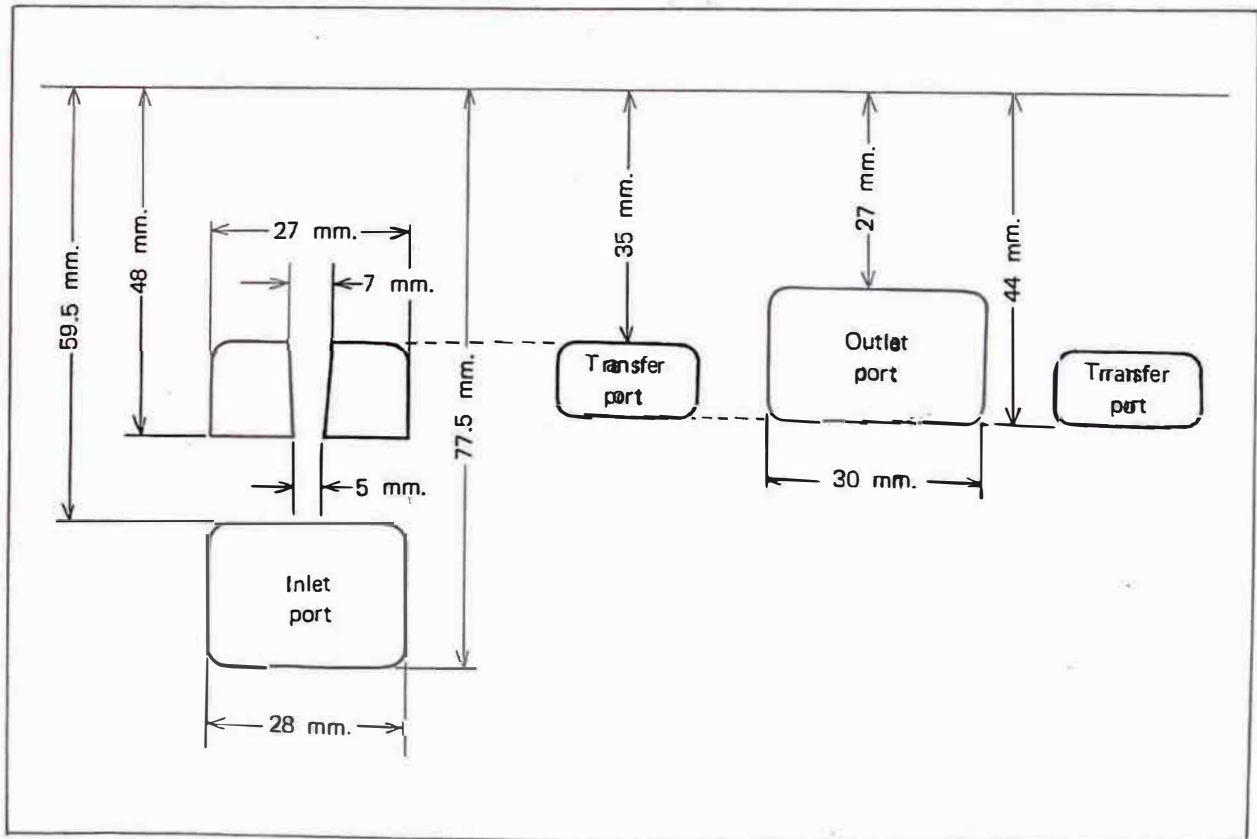 59.5 mm.
48 mm.
27 mm.
7 mm.
5 mm.
77.5 mm.
35 mm.
27 mm.
44 mm.
Transfer
port
Outlet
port
Transfer
port
30 mm.
Inlet
port
28 mm.